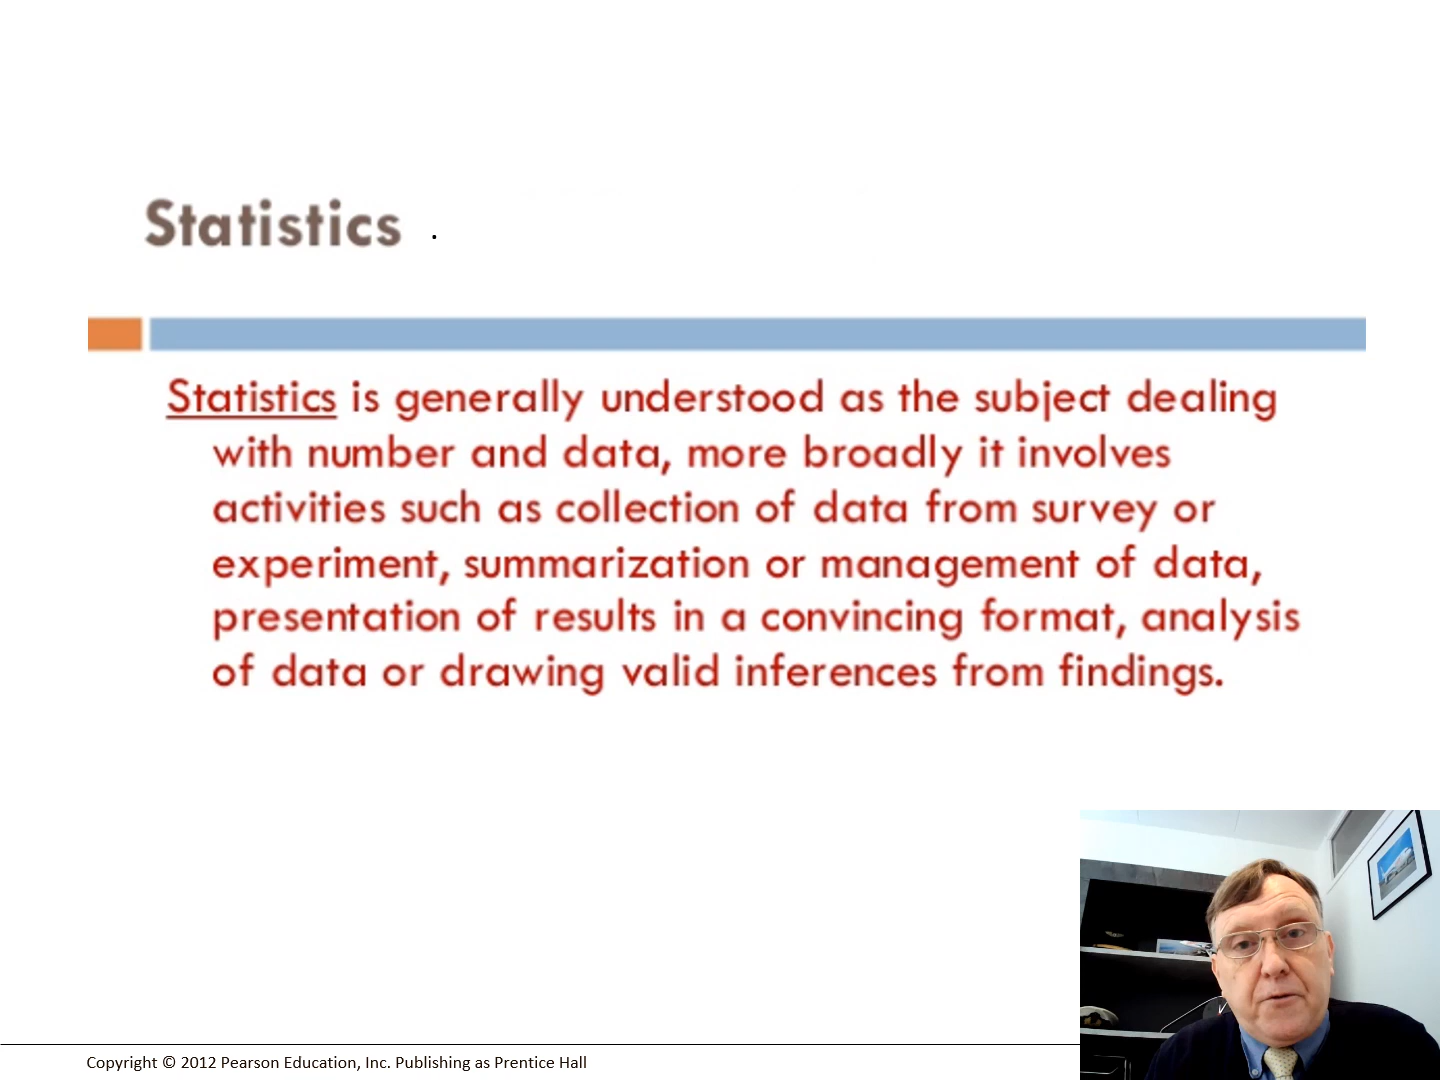 Statistics .
Statistics is generally understood as the subject dealing
with number and data, more broadly it involves
activities such as collection of data from survey or
experiment, summarization or management of data,
presentation of results in a convincing format, analysis
of data or drawing valid inferences from findings.
Copyright © 2012 Pearson Education, Inc. Publishing as Prentice Hall